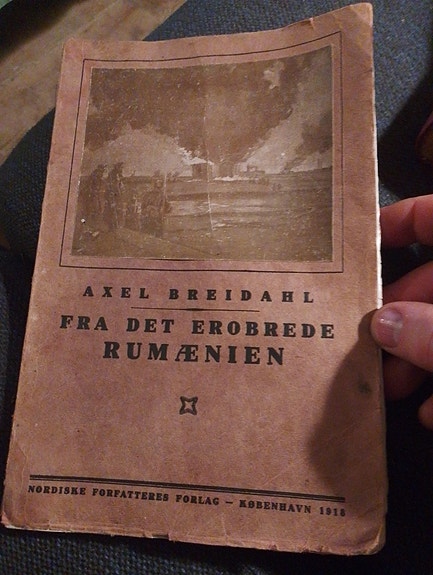 AXEL BREIDAHL
FRA DET EROBREDE
RUMÆNIEN
NORDISKE FORFATTERES FORLAG — KØBENHAVN 1918